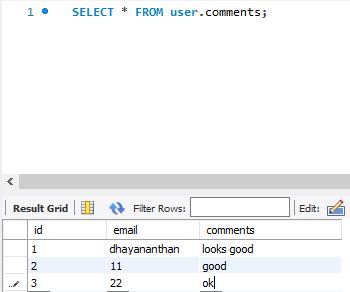 1 SELECT * FROM user.comments;
Result Grid Filter Rows: Edit:
id email comments
1 dhayananthan looks good
2 11 good
3 22 ok